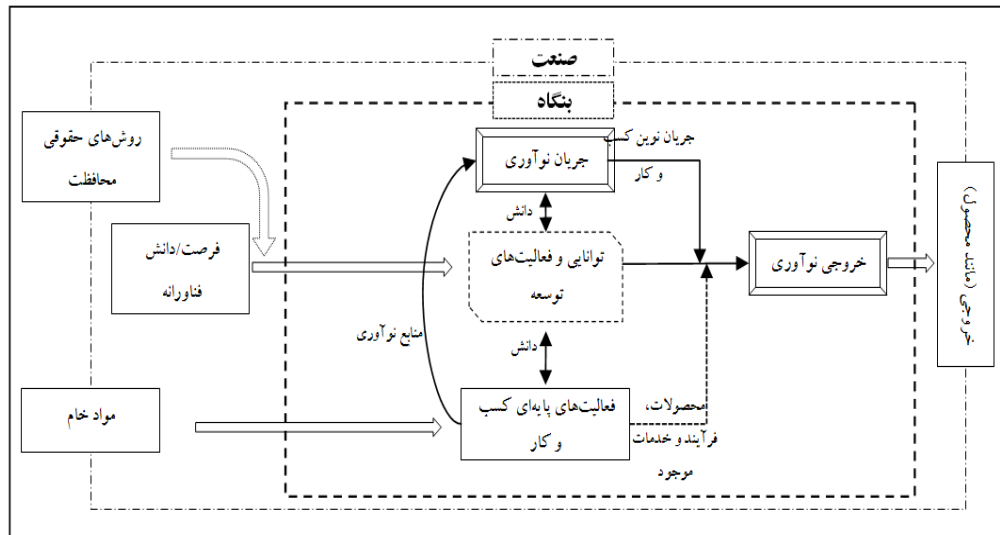 صنعت
بنگاه
روش‌های حقوقی
محافظت
جریان نوآوری
جریان نوین کسب
و کار
دانش
فرصت/دانش
فناورانه
توانایی و فعالیت‌های
توسعه
خروجی نوآوری
خروجی (مانند محصول)
منابع نوآوری
دانش
مواد خام
فعالیت‌های پایه‌ای کسب
و کار
محصولات،
فرآیند و خدمات
موجود